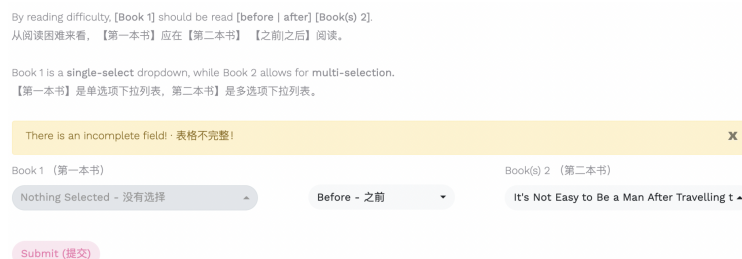 By reading difficulty, [Book 1] should be read [before | after] [Book(s) 2].
从阅读困难来看，【第一本书】应在【第二本书】 【之前|之后】阅读。
Book 1 is a single-select dropdown, while Book 2 allows for multi-selection.
【第一本书】是单选项下拉列表，第二本书】是多选项下拉列表。
There is an incomplete field! · 表格不完整！ x
Book 1 （第一本书） Book(s) 2 （第二本书）
Nothing Selected - 没有选择 Before - 之前 It's Not Easy to Be a Man After Travelling t
Submit (提交)